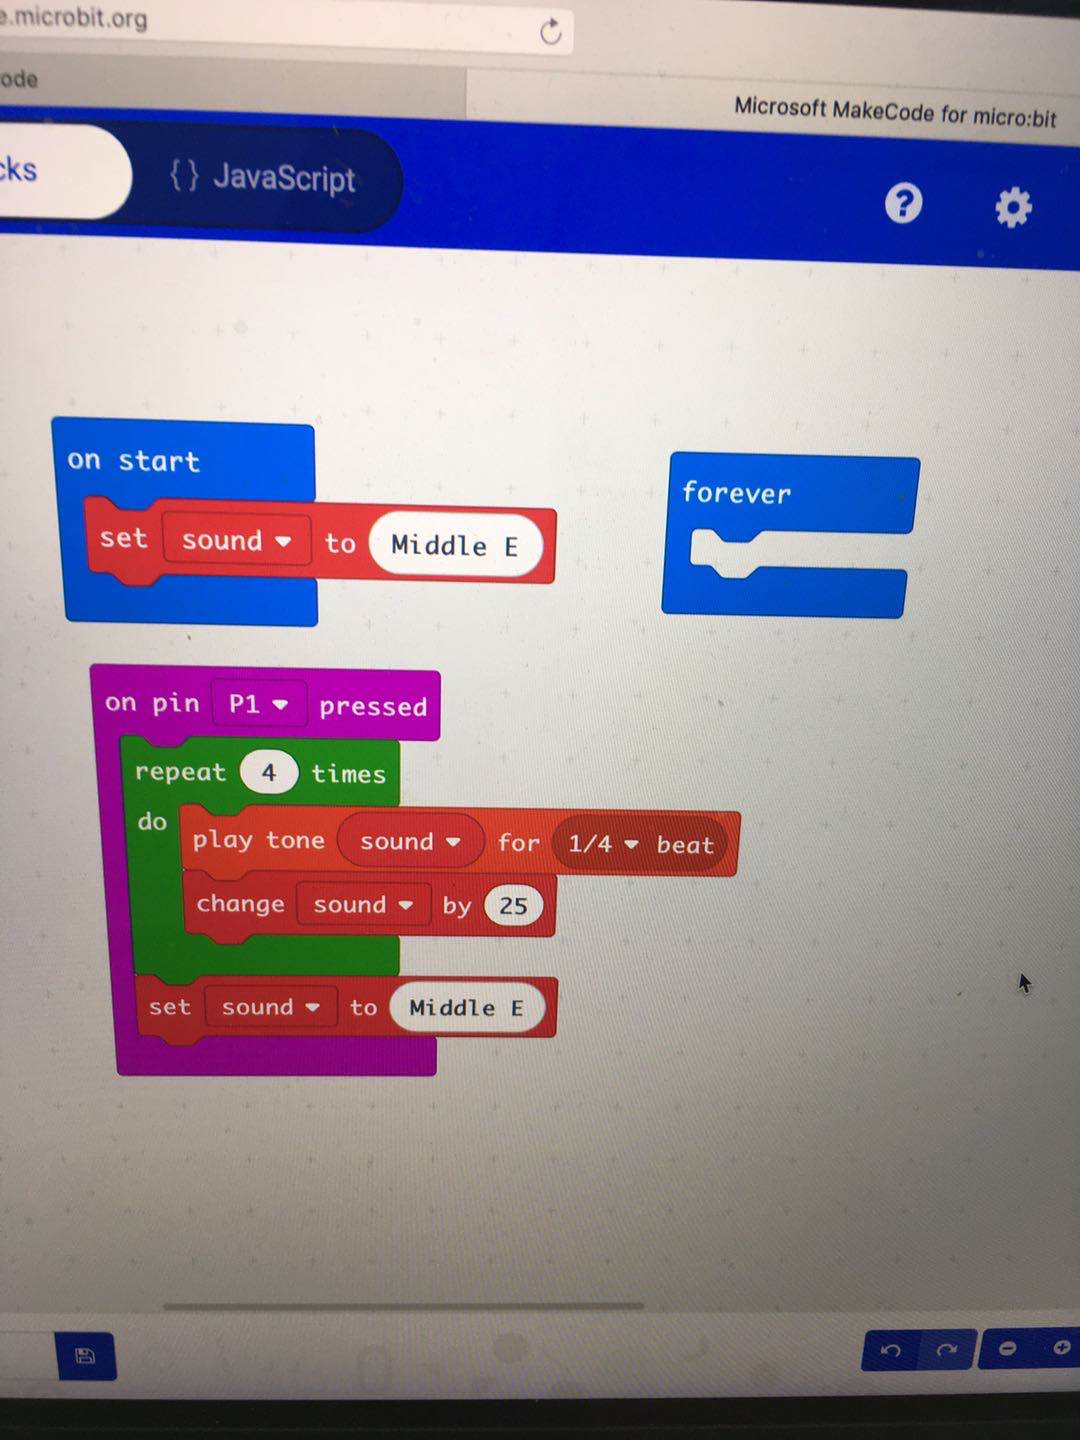 e.microbit.org
ode
Microsoft MakeCode for micro:bit
cks
{} JavaScript
?
on start
set sound to Middle E
forever
on pin P1 pressed
repeat 4 times
do
play tone sound for 1/4 beat
change sound by 25
set sound to Middle E